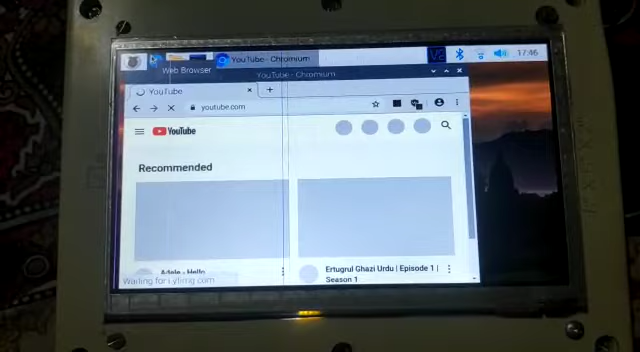 YouTube - Chromium
17:46
Web Browser
YouTube - Chromium
YouTube
youtube.com
YouTube
Recommended
Adele - Hello
Ertugrul Ghazi Urdu | Episode 1 |
Season 1
Waiting for i.ytimg.com